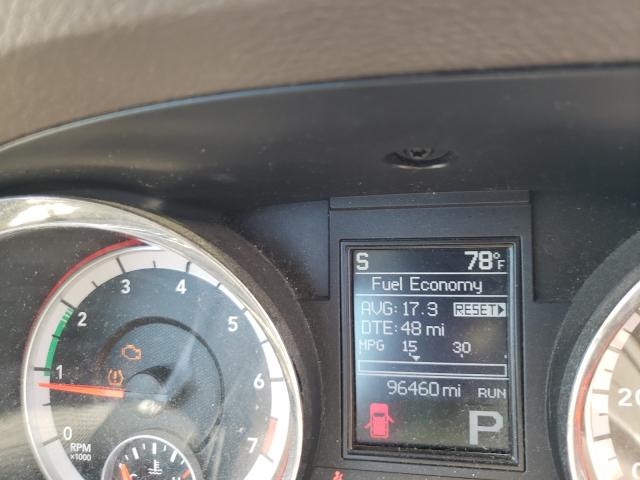 S 78°F
Fuel Economy
AVG: 17.3 RESET
DTE: 48 mi
MPG 15 30
96460 mi RUN
P
0
1
2
3
4
5
6
7
RPM
x1000
20